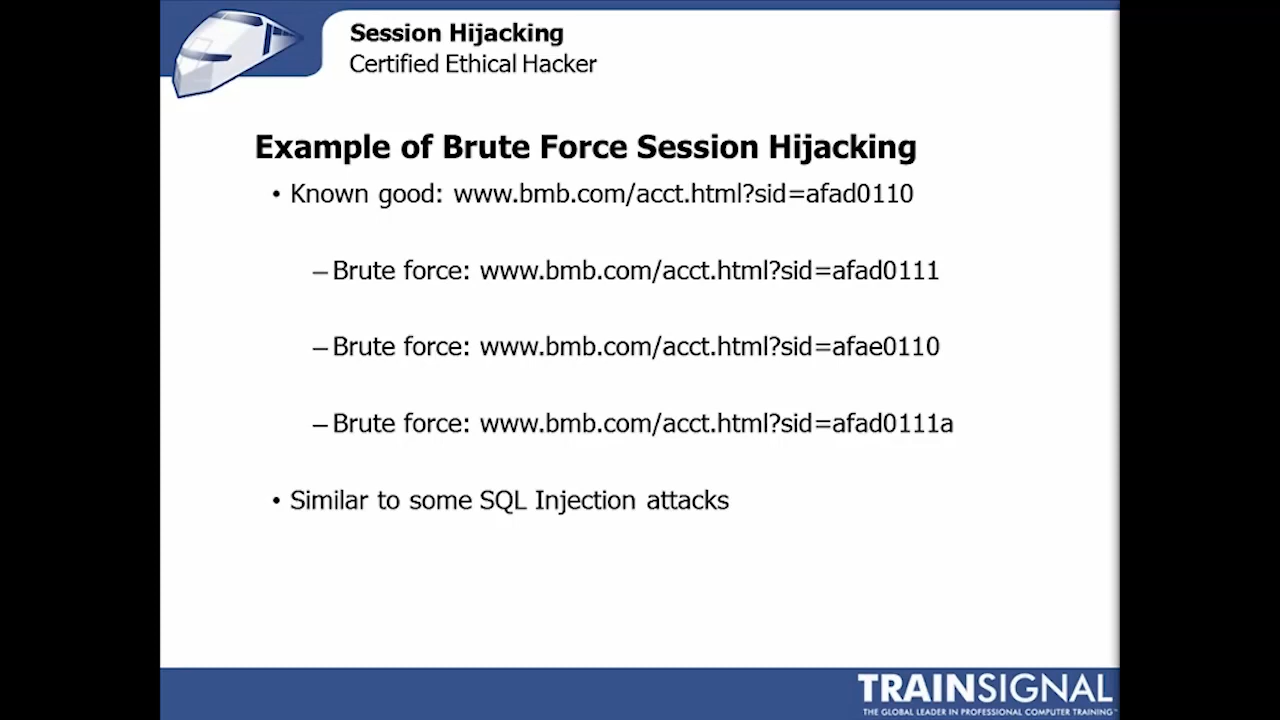 Session Hijacking
Certified Ethical Hacker
Example of Brute Force Session Hijacking
• Known good: www.bmb.com/acct.html?sid=afad0110
– Brute force: www.bmb.com/acct.html?sid=afad0111
– Brute force: www.bmb.com/acct.html?sid=afae0110
– Brute force: www.bmb.com/acct.html?sid=afad0111a
• Similar to some SQL Injection attacks
TRAINSIGNAL
THE GLOBAL LEADER IN PROFESSIONAL COMPUTER TRAINING™